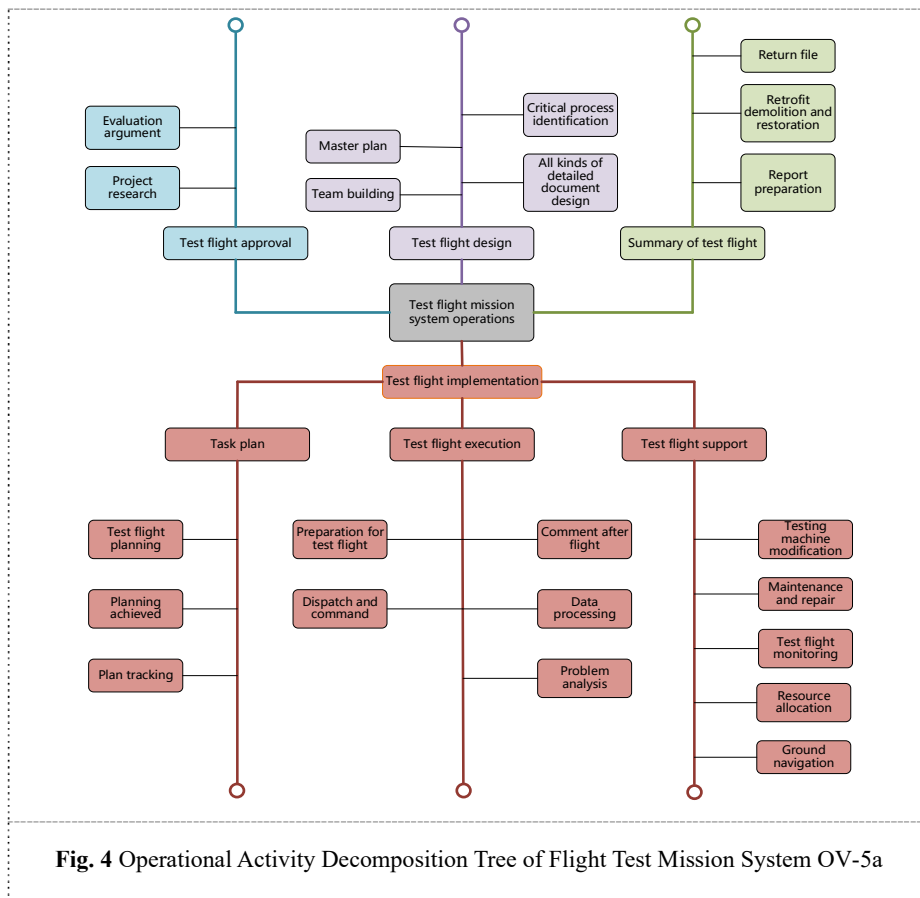 Return file
Evaluation
argument
Critical process
identification
Retrofit
demolition and
restoration
Master plan
Project
research
Team building
All kinds of
detailed
document
design
Report
preparation
Test flight approval
Test flight design
Summary of test flight
Test flight mission
system operations
Test flight implementation
Task plan
Test flight execution
Test flight support
Test flight
planning
Preparation for
test flight
Comment after
flight
Testing
machine
modification
Planning
achieved
Dispatch and
command
Data
processing
Maintenance
and repair
Plan tracking
Problem
analysis
Test flight
monitoring
Resource
allocation
Ground
navigation
Fig. 4 Operational Activity Decomposition Tree of Flight Test Mission System OV-5a